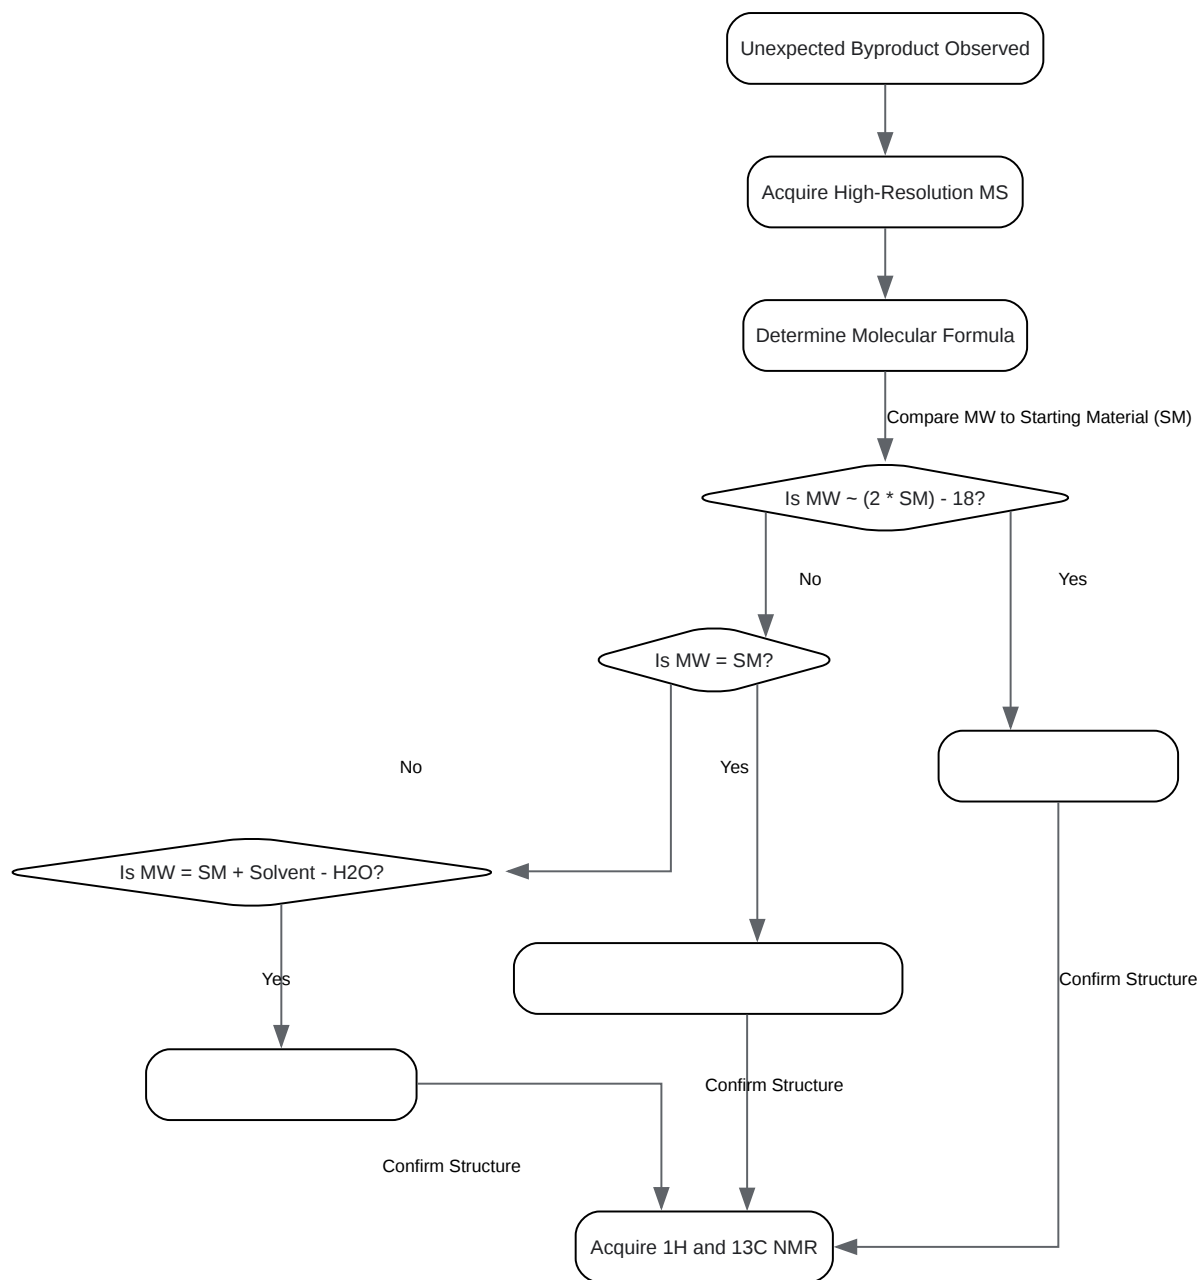 Unexpected Byproduct Observed
Acquire High-Resolution MS
Determine Molecular Formula
Compare MW to Starting Material (SM)
Is MW ~ (2 * SM) - 18?
No
Yes
Is MW = SM?
No
Yes
Is MW = SM + Solvent - H2O?
Yes
Confirm Structure
Confirm Structure
Confirm Structure
Acquire 1H and 13C NMR